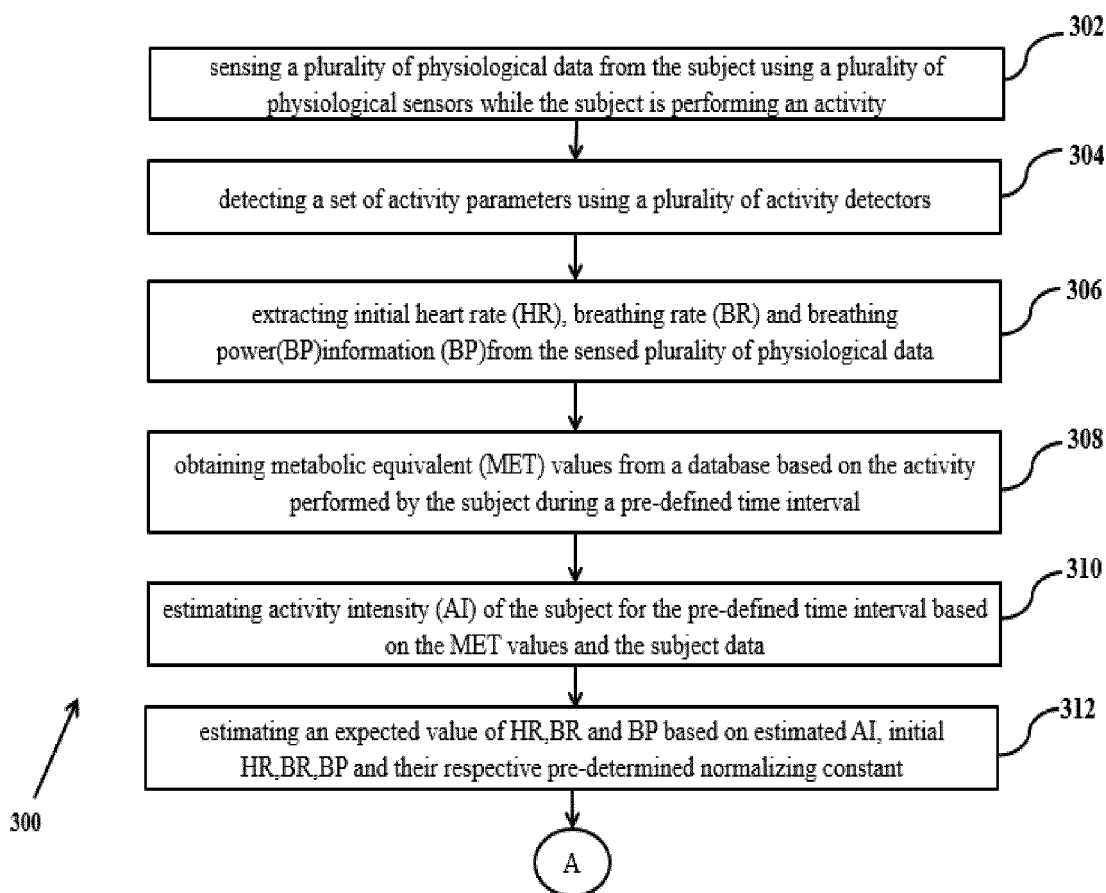 302
sensing a plurality of physiological data from the subject using a plurality of
physiological sensors while the subject is performing an activity
304
detecting a set of activity parameters using a plurality of activity detectors
306
extracting initial heart rate (HR), breathing rate (BR) and breathing
power(BP)information (BP)from the sensed plurality of physiological data
308
obtaining metabolic equivalent (MET) values from a database based on the activity
performed by the subject during a pre-defined time interval
310
estimating activity intensity (AI) of the subject for the pre-defined time interval based
on the MET values and the subject data
312
estimating an expected value of HR,BR and BP based on estimated AI, initial
HR,BR,BP and their respective pre-determined normalizing constant
300
A